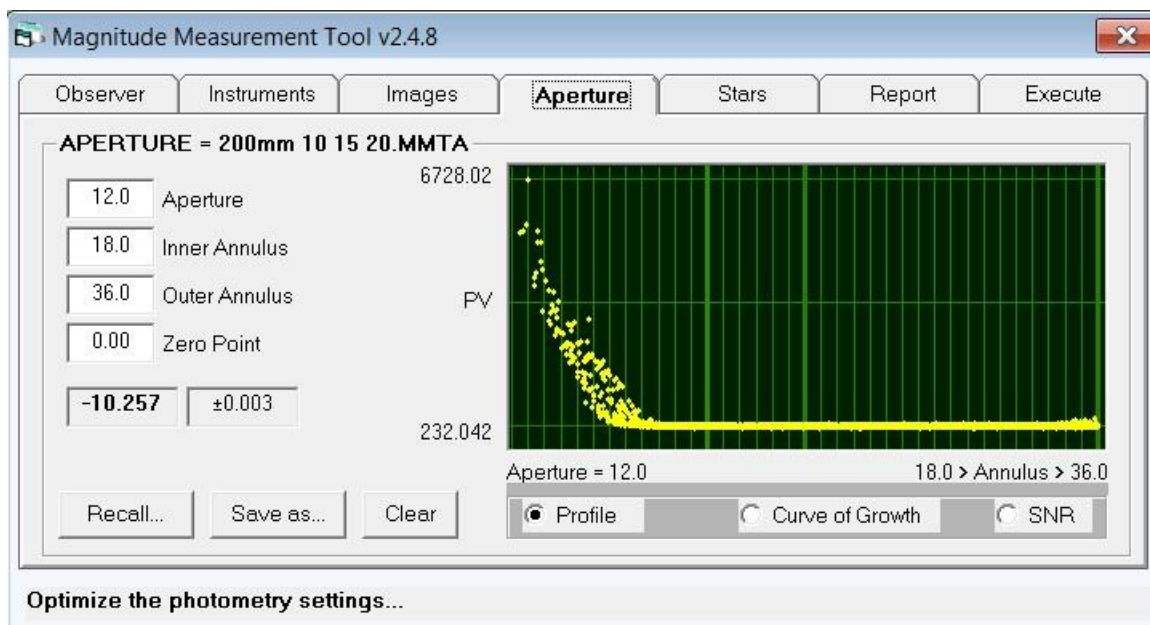 Magnitude Measurement Tool v2.4.8
Observer Instruments Images Aperture Stars Report Execute
APERTURE = 200mm 10 15 20.MMTA
12.0 Aperture
18.0 Inner Annulus
36.0 Outer Annulus
0.00 Zero Point
-10.257 ±0.003
6728.02
PV
232.042
Aperture = 12.0 18.0 > Annulus > 36.0
Recall... Save as... Clear
Profile Curve of Growth SNR
Optimize the photometry settings...